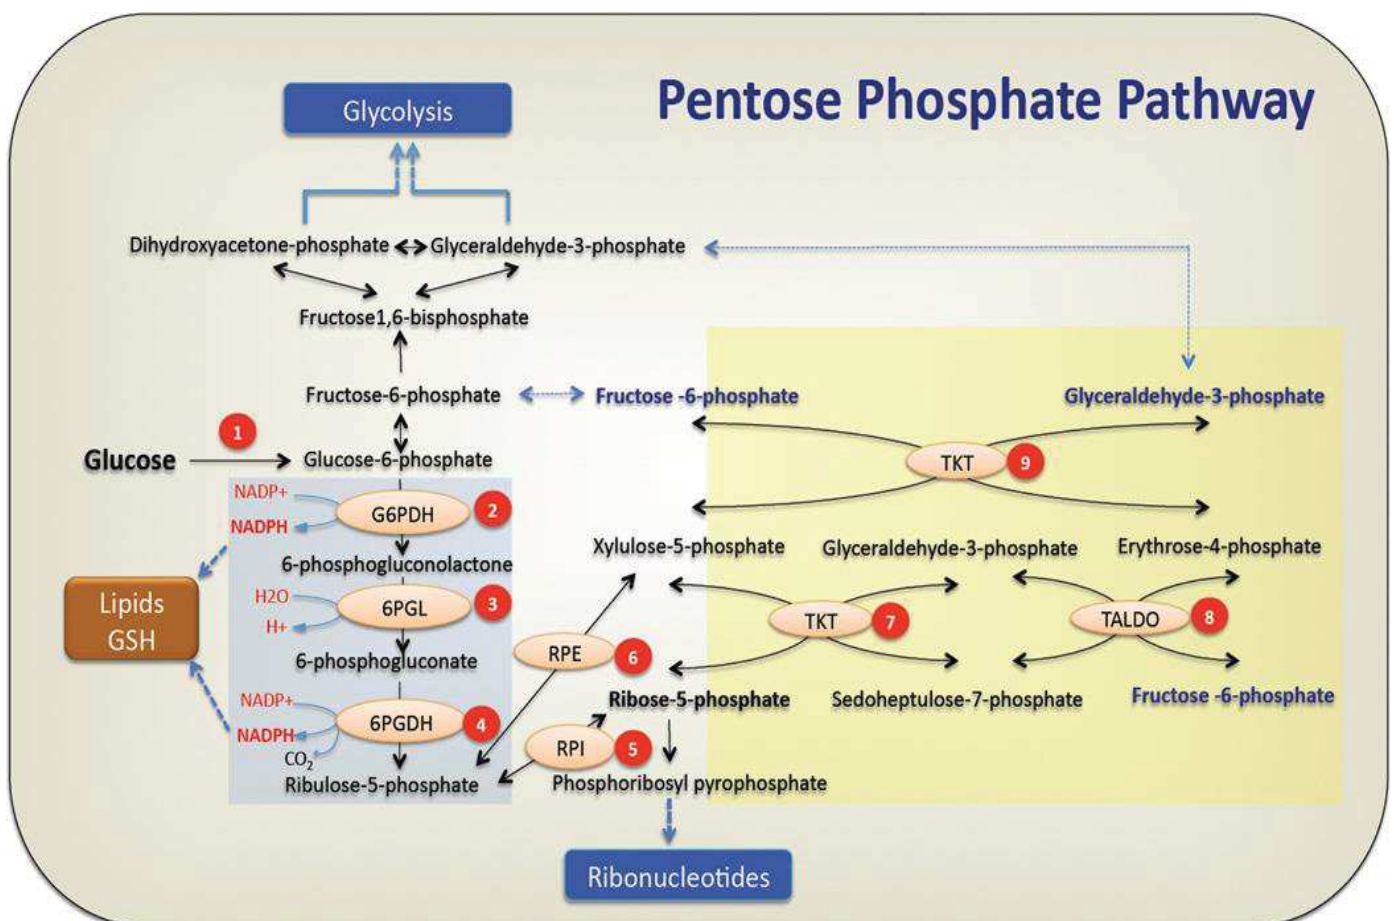 Pentose Phosphate Pathway
Glycolysis
Dihydroxyacetone-phosphate
Glyceraldehyde-3-phosphate
Fructose1,6-bisphosphate
Fructose-6-phosphate
Fructose -6-phosphate
Glyceraldehyde-3-phosphate
1
Glucose
Glucose-6-phosphate
TKT
9
NADP+
NADPH
G6PDH
2
Xylulose-5-phosphate
Glyceraldehyde-3-phosphate
Erythrose-4-phosphate
6-phosphogluconolactone
Lipids
GSH
H2O
H+
6PGL
3
TKT
7
TALDO
8
6-phosphogluconate
RPE
6
NADP+
NADPH
CO2
6PGDH
4
Ribose-5-phosphate
Sedoheptulose-7-phosphate
Fructose -6-phosphate
RPI
5
Ribulose-5-phosphate
Phosphoribosyl pyrophosphate
Ribonucleotides